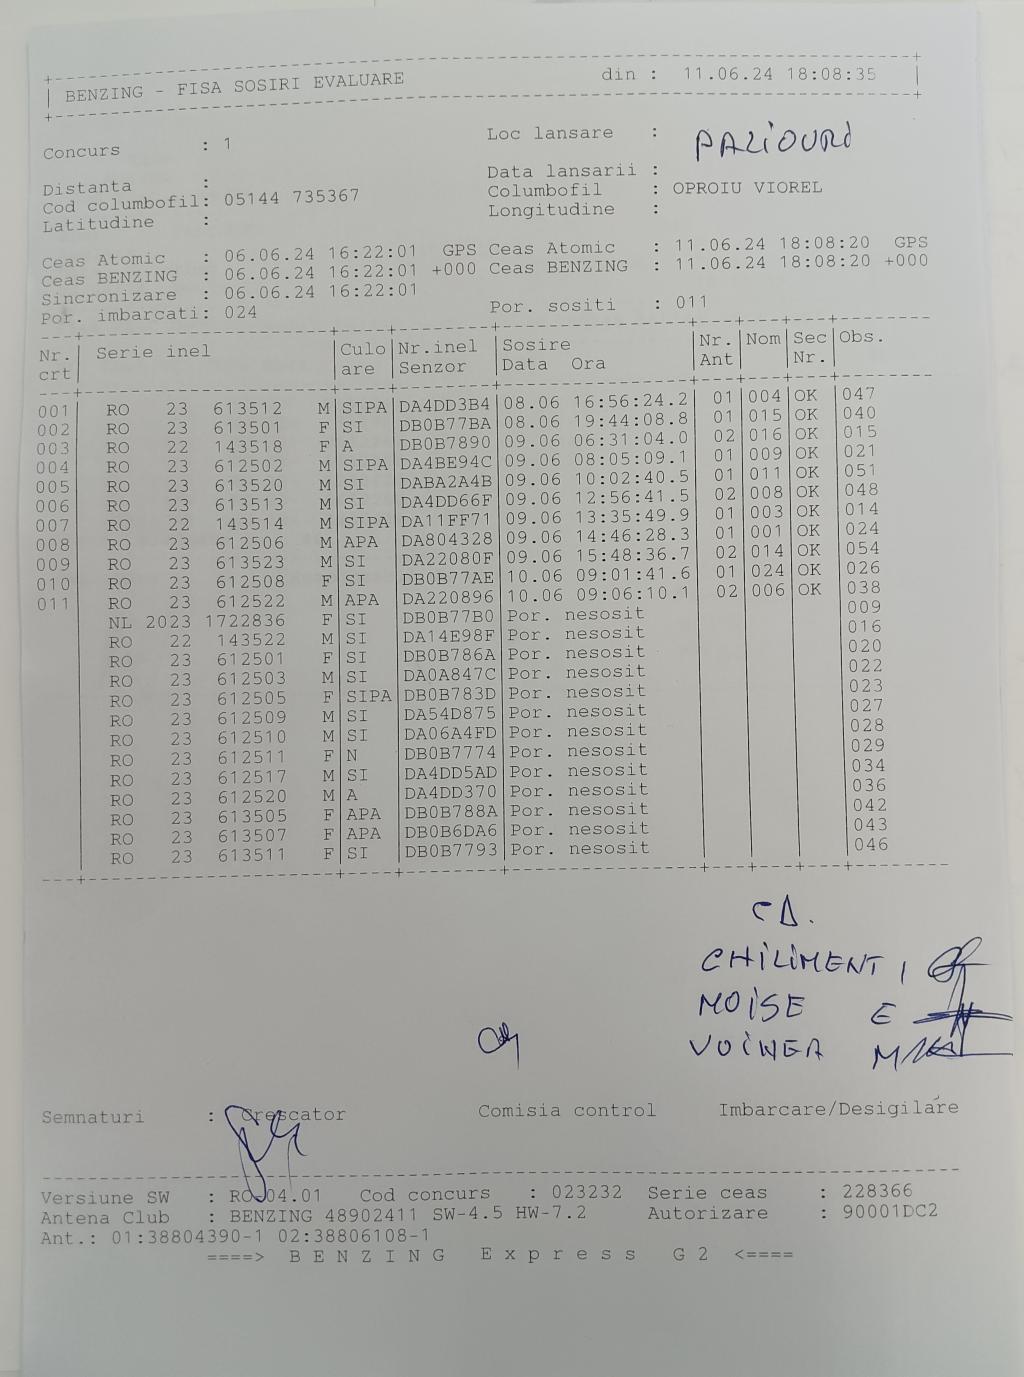 BENZING - FISA SOSIRI EVALUARE din : 11.06.24 18:08:35
Concurs : 1 Loc lansare : PALIOURI
Distanta : Data lansarii :
Cod columbofil: 05144 735367 Columbofil : OPROIU VIOREL
Latitudine : Longitudine :
Ceas Atomic : 06.06.24 16:22:01 GPS Ceas Atomic : 11.06.24 18:08:20 GPS
Ceas BENZING : 06.06.24 16:22:01 +000 Ceas BENZING : 11.06.24 18:08:20 +000
Sincronizare : 06.06.24 16:22:01
Por. imbarcati: 024 Por. sositi : 011
Nr. Serie inel Culo Nr.inel Sosire Nr. Nom Sec Obs.
crt are Senzor Data Ora Ant Nr.
001 RO 23 613512 M SIPA DA4DD3B4 08.06 16:56:24.2 01 004 OK 047
002 RO 23 613501 F SI DB0B77BA 08.06 19:44:08.8 01 015 OK 040
003 RO 22 143518 F A DB0B7890 09.06 06:31:04.0 02 016 OK 015
004 RO 23 612502 M SIPA DA4BE94C 09.06 08:05:09.1 01 009 OK 021
005 RO 23 613520 M SI DABA2A4B 09.06 10:02:40.5 01 011 OK 051
006 RO 23 613513 M SI DA4DD66F 09.06 12:56:41.5 02 008 OK 048
007 RO 22 143514 M SIPA DA11FF71 09.06 13:35:49.9 01 003 OK 014
008 RO 23 612506 M APA DA804328 09.06 14:46:28.3 01 001 OK 024
009 RO 23 613523 M SI DA22080F 09.06 15:48:36.7 02 014 OK 054
010 RO 23 612508 F SI DB0B77AE 10.06 09:01:41.6 01 024 OK 026
011 RO 23 612522 M APA DA220896 10.06 09:06:10.1 02 006 OK 038
NL 2023 1722836 F SI DB0B77B0 Por. nesosit 009
RO 22 143522 M SI DA14E98F Por. nesosit 016
RO 23 612501 F SI DB0B786A Por. nesosit 020
RO 23 612503 M SI DA0A847C Por. nesosit 022
RO 23 612505 F SIPA DB0B783D Por. nesosit 023
RO 23 612509 M SI DA54D875 Por. nesosit 027
RO 23 612510 M SI DA06A4FD Por. nesosit 028
RO 23 612511 F N DB0B7774 Por. nesosit 029
RO 23 612517 M SI DA4DD5AD Por. nesosit 034
RO 23 612520 M A DA4DD370 Por. nesosit 036
RO 23 613505 F APA DB0B788A Por. nesosit 042
RO 23 613507 F APA DB0B6DA6 Por. nesosit 043
RO 23 613511 F SI DB0B7793 Por. nesosit 046
CHILIMENT I
MOISE E
VOINEA M
Semnaturi : Crescator Comisia control Imbarcare/Desigilare
Versiune SW : RO-04.01 Cod concurs : 023232 Serie ceas : 228366
Antena Club : BENZING 48902411 SW-4.5 HW-7.2 Autorizare : 90001DC2
Ant.: 01:38804390-1 02:38806108-1
====> B E N Z I N G E x p r e s s G 2 <====